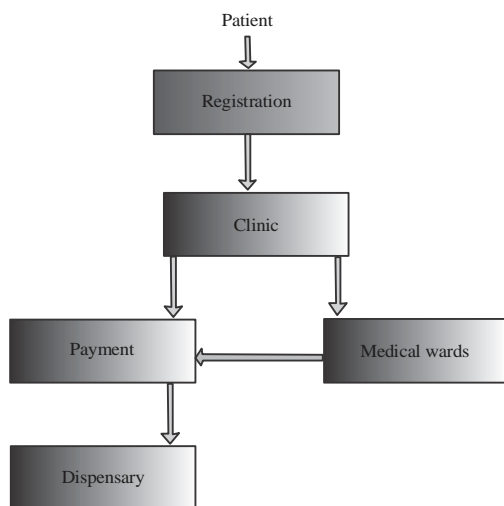 Patient
Registration
Clinic
Payment
Medical wards
Dispensary